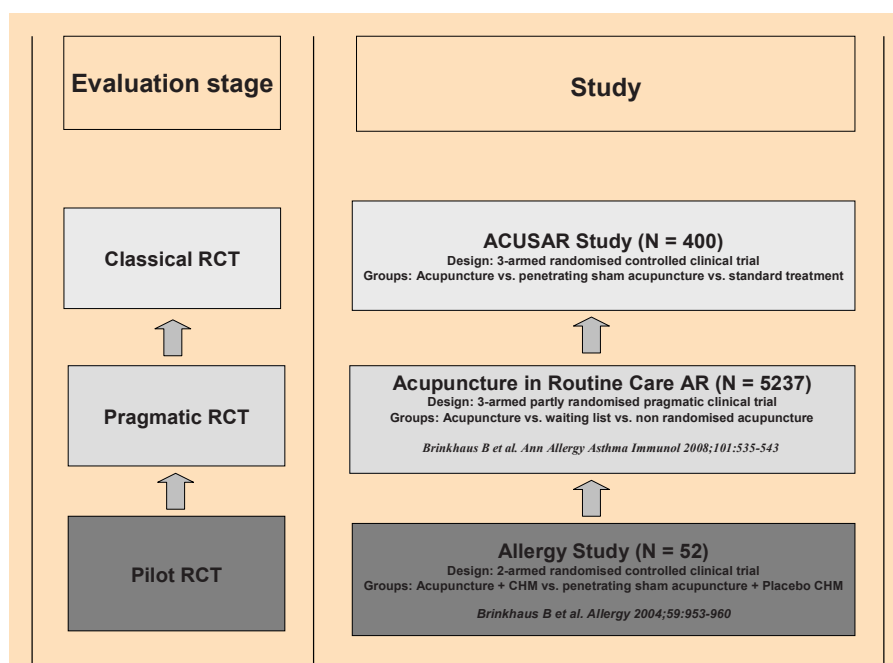 Evaluation stage
Study
Classical RCT
ACUSAR Study (N = 400)
Design: 3-armed randomised controlled clinical trial
Groups: Acupuncture vs. penetrating sham acupuncture vs. standard treatment
Pragmatic RCT
Acupuncture in Routine Care AR (N = 5237)
Design: 3-armed partly randomised pragmatic clinical trial
Groups: Acupuncture vs. waiting list vs. non randomised acupuncture
Brinkhaus B et al. Ann Allergy Asthma Immunol 2008;101:535-543
Pilot RCT
Allergy Study (N = 52)
Design: 2-armed randomised controlled clinical trial
Groups: Acupuncture + CHM vs. penetrating sham acupuncture + Placebo CHM
Brinkhaus B et al. Allergy 2004;59:953-960